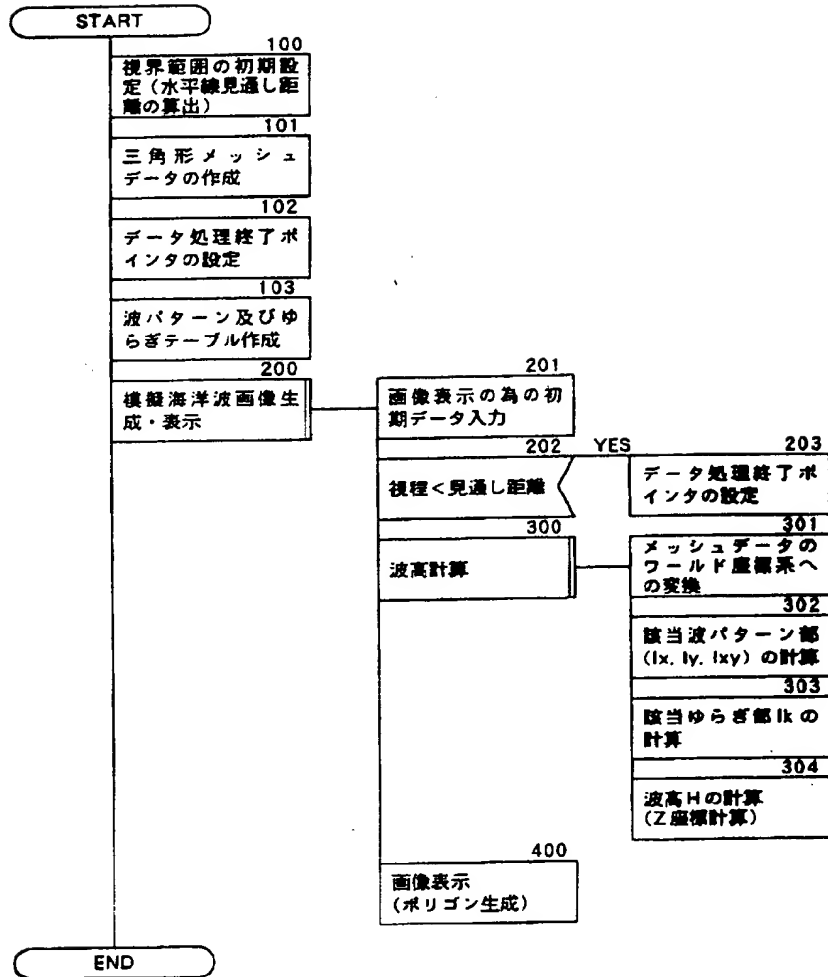 START
100
視界範囲の初期設
定（水平線見通し距
離の算出）
101
三角形メッシュ
データの作成
102
データ処理終了ポ
インタの設定
103
波パターン及びゆ
らぎテーブル作成
200
模擬海洋波画像生
成・表示
201
画像表示の為の初
期データ入力
202
YES
203
視程＜見通し距離
データ処理終了ポ
インタの設定
300
波高計算
301
メッシュデータの
ワールド座標系へ
の変換
302
該当波パターン部
(Ix, Iy, Ixy) の計算
303
該当ゆらぎ部Ikの
計算
304
波高Hの計算
(Z座標計算)
400
画像表示
(ポリゴン生成)
END